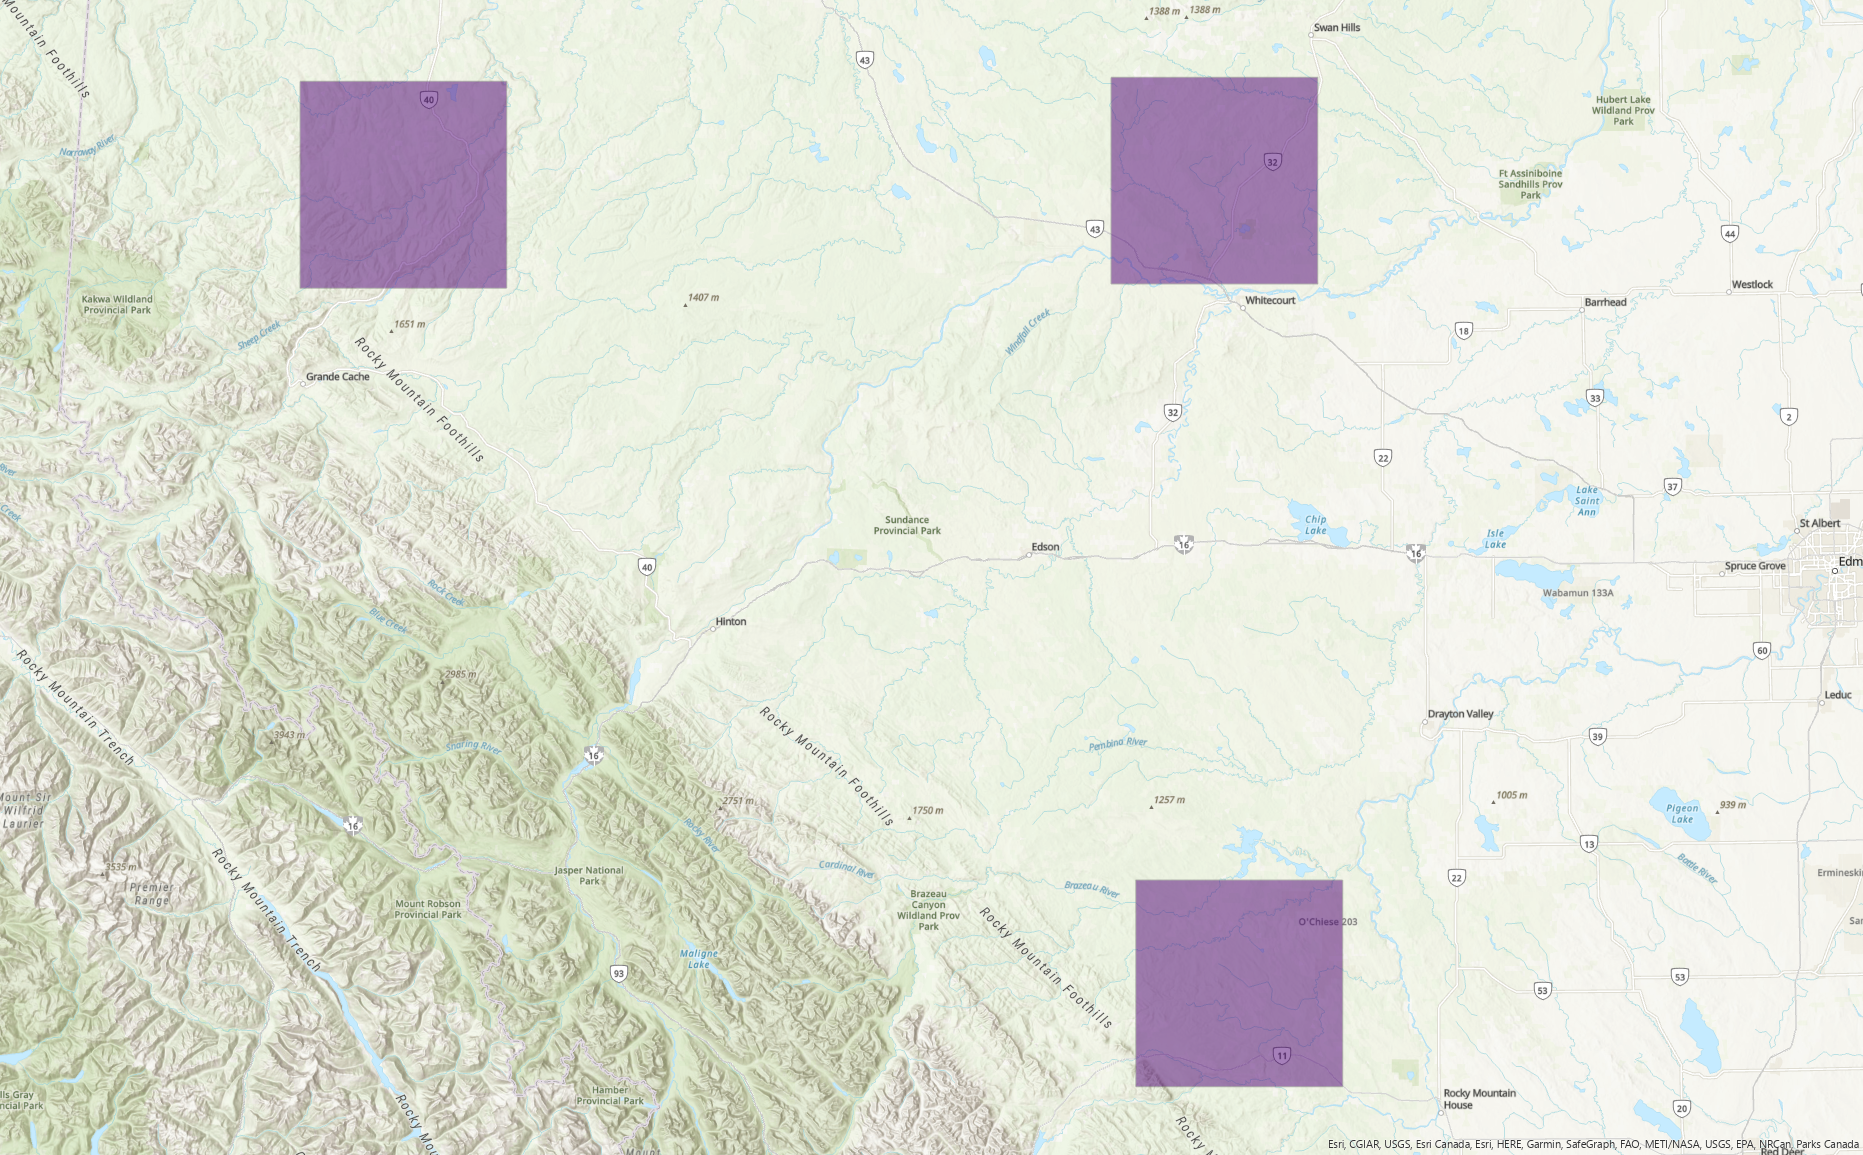 1388 m
1388 m
Swan Hills
43
Mountain Foothills
40
Hubert Lake
Wildland Prov
Park
Narraway River
32
Ft Assiniboine
Sandhills Prov
Park
43
44
Kakwa Wildland
Provincial Park
1407 m
Whitecourt
Westlock
Barrhead
1651 m
Sheep Creek
Windfall Creek
18
Rocky Mountain Foothills
Grande Cache
33
32
2
22
River
37
Lake
Saint
Ann
Creek
Sundance
Provincial Park
Chip
Lake
St Albert
Isle
Lake
Edson
16
16
Edm
40
Spruce Grove
Rock Creek
Wabamun 133A
Blue Creek
Hinton
60
Rocky Mountain Trench
2985 m
Leduc
Rocky Mountain Foothills
Drayton Valley
3943 m
Snaring River
16
Pembina River
39
Mount Sir
Wilfrid
Laurier
2751 m
1750 m
1257 m
1005 m
Pigeon
Lake
939 m
16
Rocky River
13
3535 m
Premier
Range
Jasper National
Park
Cardinal River
Brazeau River
22
Battle River
Ermineskin
Mount Robson
Provincial Park
Brazeau
Canyon
Wildland Prov
Park
Rocky Mountain Trench
O'Chiese 203
Sam
Rocky Mountain Foothills
Maligne
Lake
93
53
53
11
Hamber
Provincial Park
lls Gray
ncial Park
Rocky Mou
Rocky Mountain
House
20
Rocky M
Mount
Esri, CGIAR, USGS, Esri Canada, Esri, HERE, Garmin, SafeGraph, FAO, METI/NASA, USGS, EPA, NRCan, Parks Canada
Red Deer